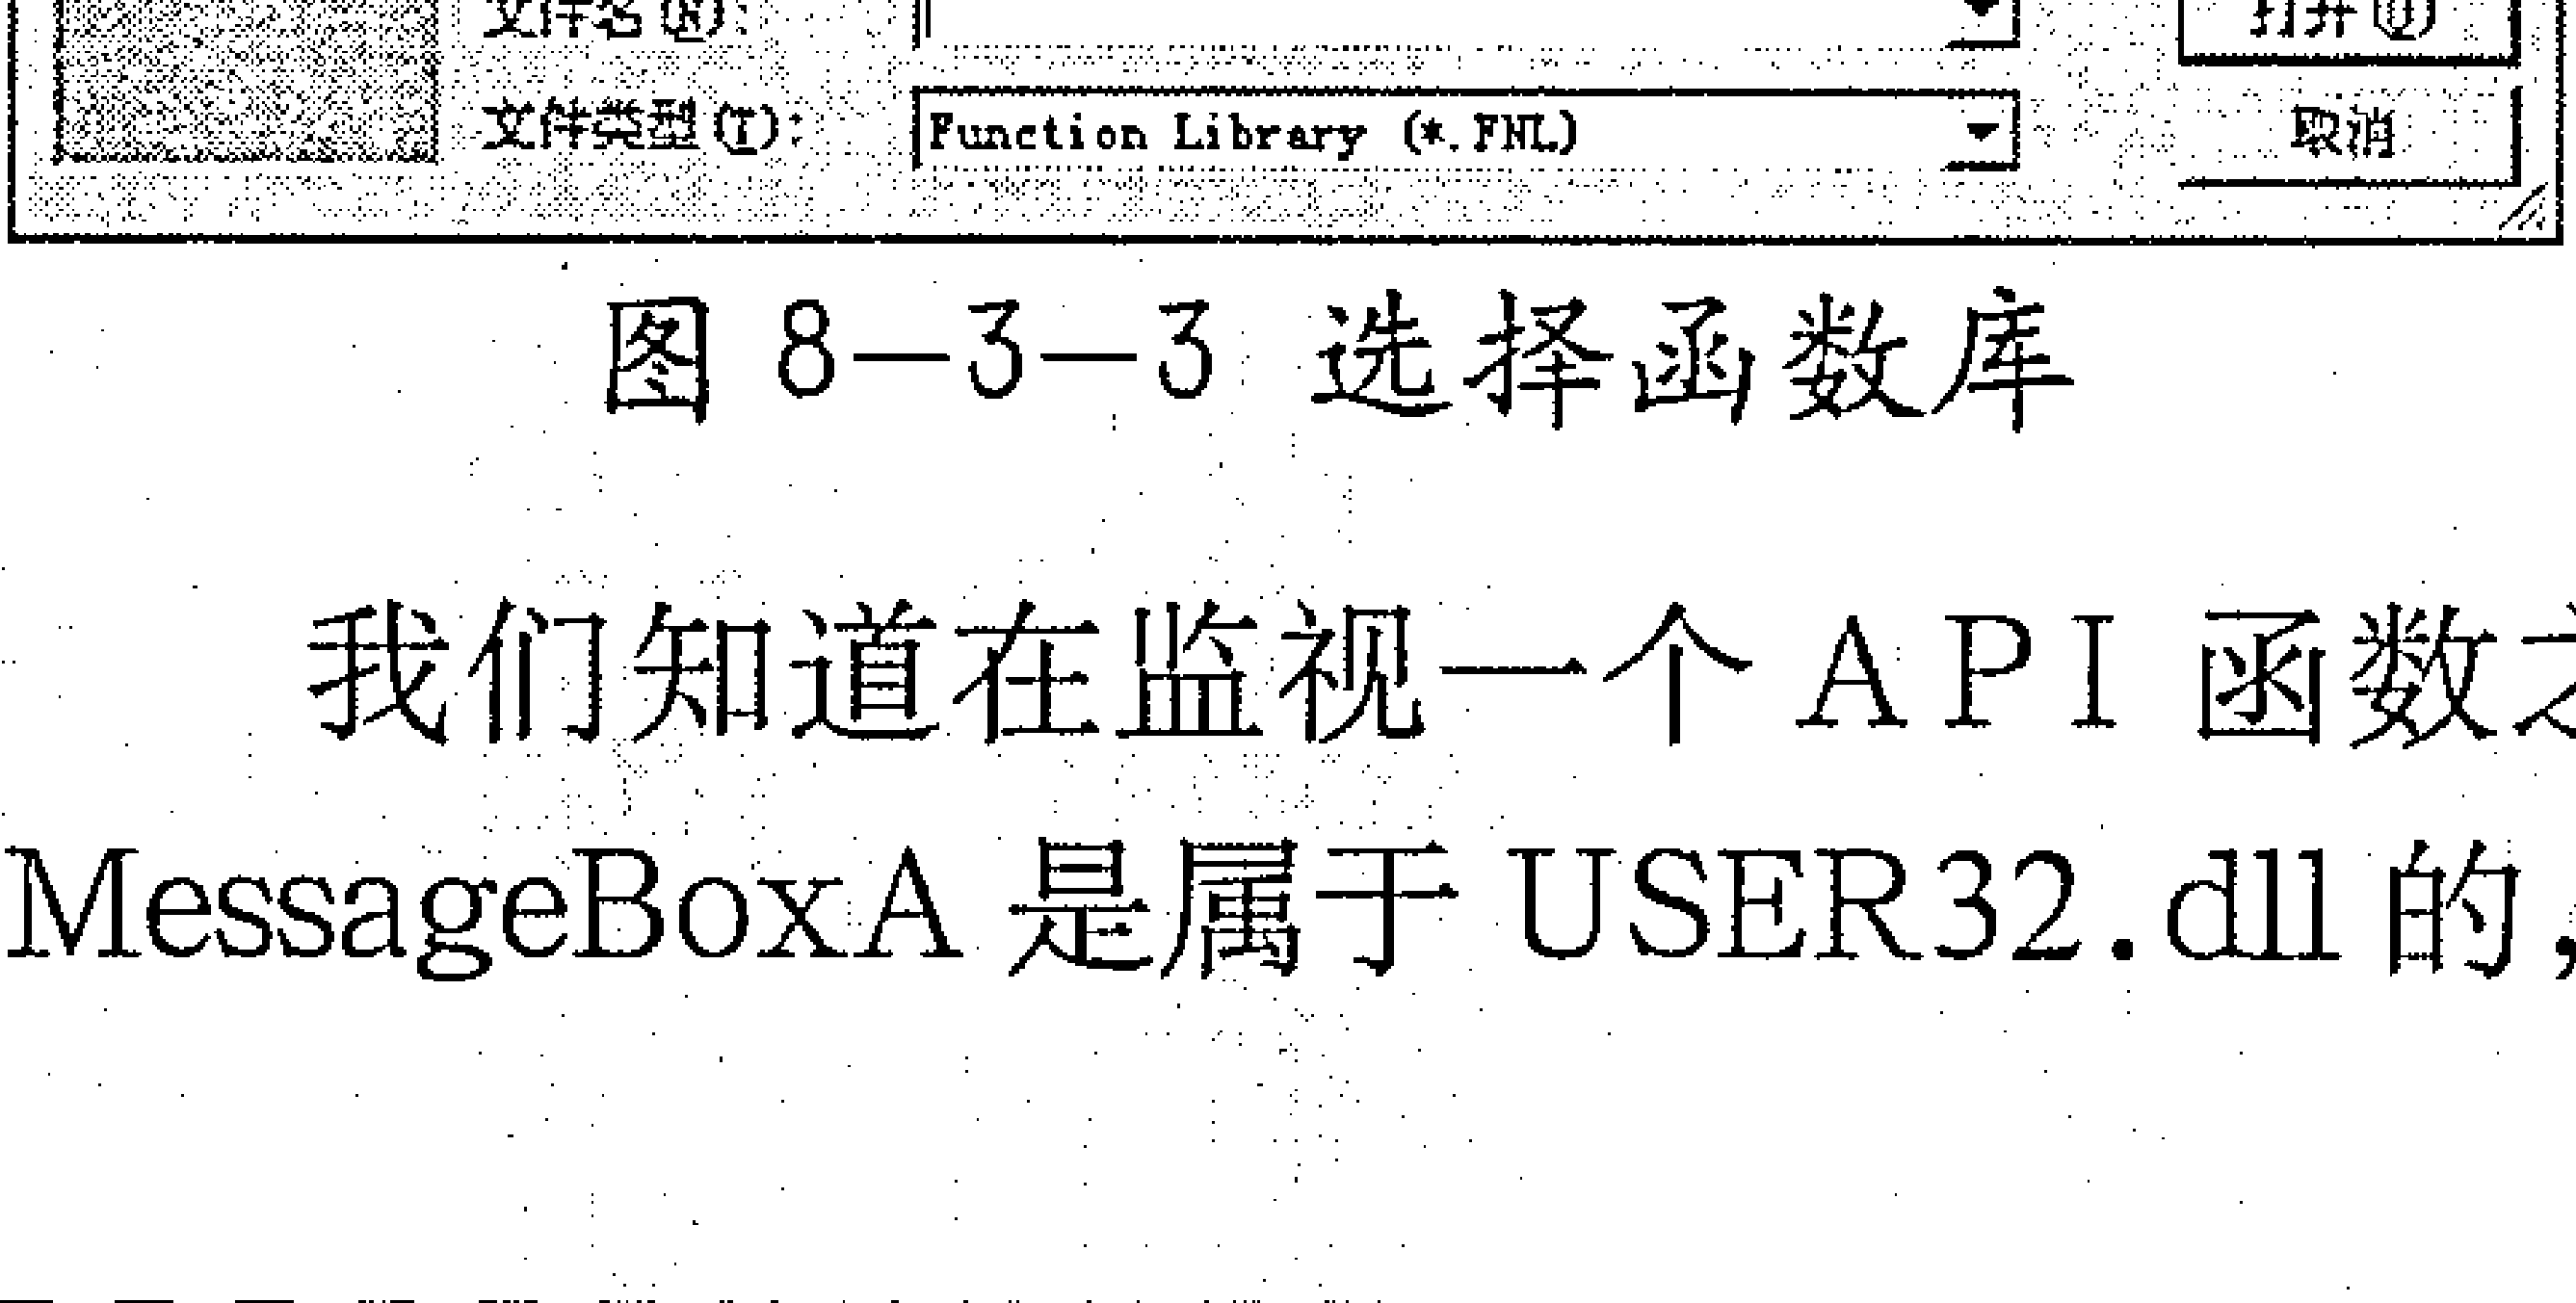 文件名(N): 打开(O)
文件类型(T): Function Library (*.FNL) 取消
图 8—3—3 选择函数库
我们知道在监视一个 API 函数
MessageBoxA 是属于 USER32.dll 的,